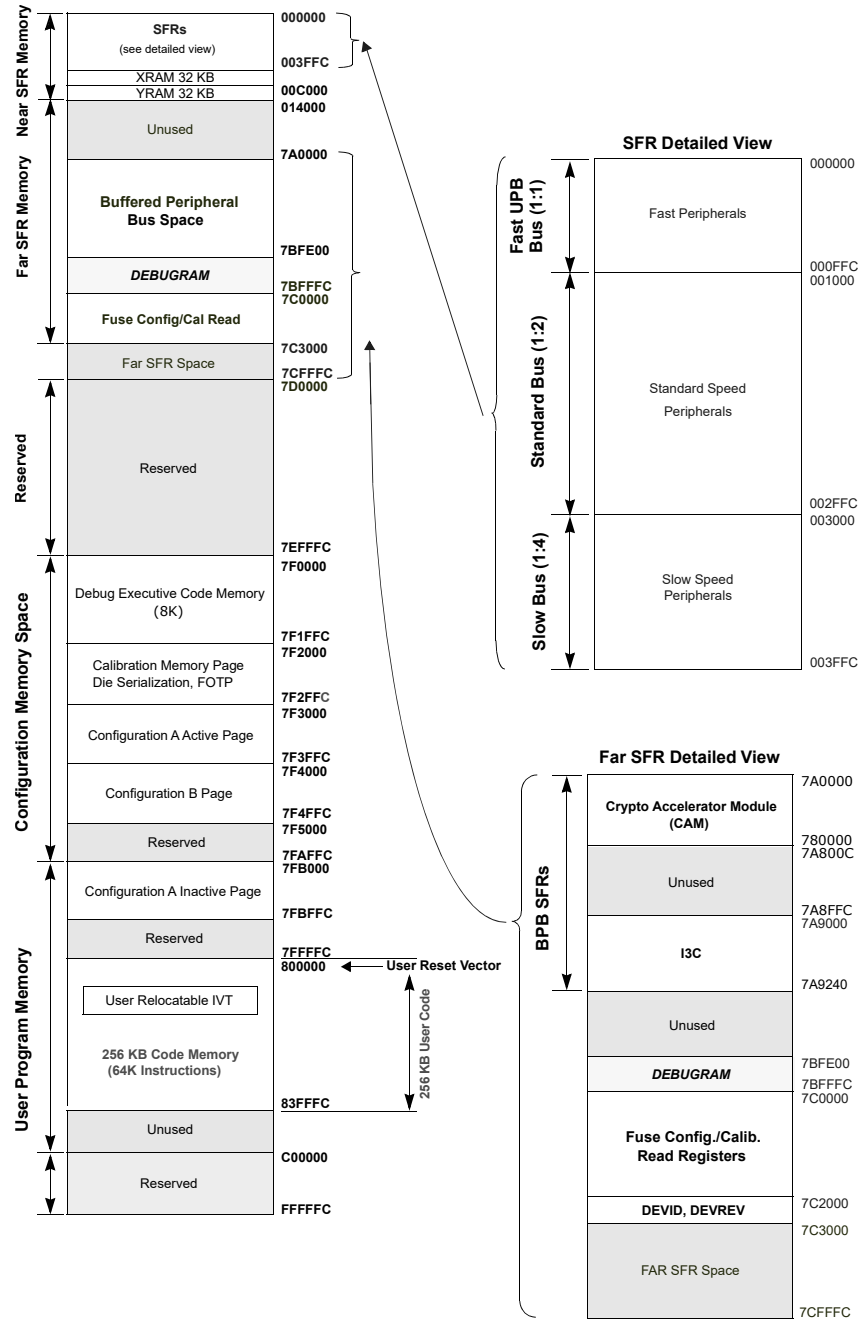 Near SFR Memory
SFRs
(see detailed view)
000000
003FFC
XRAM 32 KB
YRAM 32 KB
00C000
014000
Far SFR Memory
Unused
7A0000
Buffered Peripheral
Bus Space
7BFE00
DEBUGRAM
7BFFFC
7C0000
Fuse Config/Cal Read
7C3000
Far SFR Space
7CFFFC
7D0000
Reserved
Reserved
7EFFFC
Configuration Memory Space
7F0000
Debug Executive Code Memory
(8K)
7F1FFC
7F2000
Calibration Memory Page
Die Serialization, FOTP
7F2FFC
7F3000
Configuration A Active Page
7F3FFC
7F4000
Configuration B Page
7F4FFC
7F5000
Reserved
7FAFFC
User Program Memory
7FB000
Configuration A Inactive Page
7FBFFC
Reserved
7FFFFC
800000
User Reset Vector
User Relocatable IVT
256 KB Code Memory
(64K Instructions)
256 KB User Code
83FFFC
Unused
C00000
Reserved
FFFFFC
SFR Detailed View
Fast UPB
Bus (1:1)
000000
Fast Peripherals
000FFC
001000
Standard Bus (1:2)
Standard Speed
Peripherals
002FFC
003000
Slow Bus (1:4)
Slow Speed
Peripherals
003FFC
Far SFR Detailed View
BPB SFRs
7A0000
Crypto Accelerator Module
(CAM)
780000
7A800C
Unused
7A8FFC
7A9000
I3C
7A9240
Unused
7BFE00
DEBUGRAM
7BFFFC
7C0000
Fuse Config./Calib.
Read Registers
7C2000
DEVID, DEVREV
7C3000
FAR SFR Space
7CFFFC